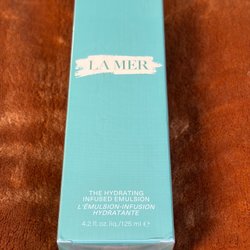 LA MER
THE HYDRATING
INFUSED EMULSION
L'ÉMULSION-INFUSION
HYDRATANTE
4.2 fl.oz.liq./125 ml ℮